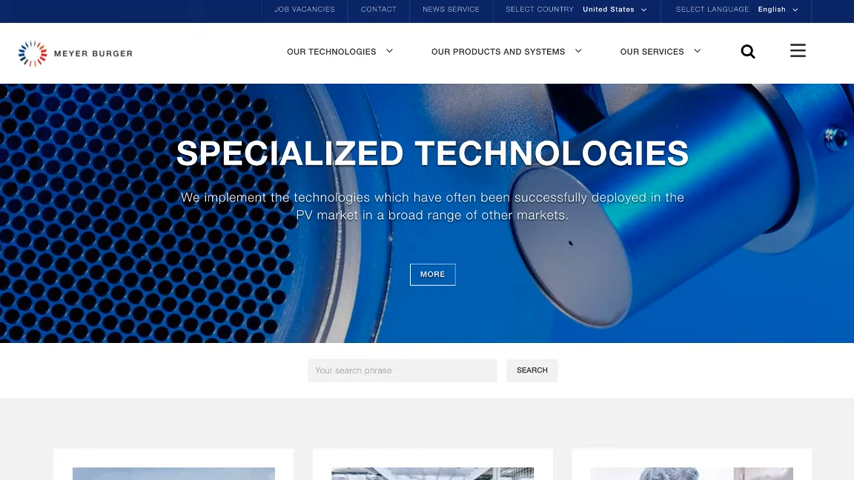 JOB VACANCIES CONTACT NEWS SERVICE SELECT COUNTRY United States SELECT LANGUAGE English
MEYER BURGER OUR TECHNOLOGIES OUR PRODUCTS AND SYSTEMS OUR SERVICES
SPECIALIZED TECHNOLOGIES
We implement the technologies which have often been successfully deployed in the
PV market in a broad range of other markets.
MORE
Your search phrase SEARCH